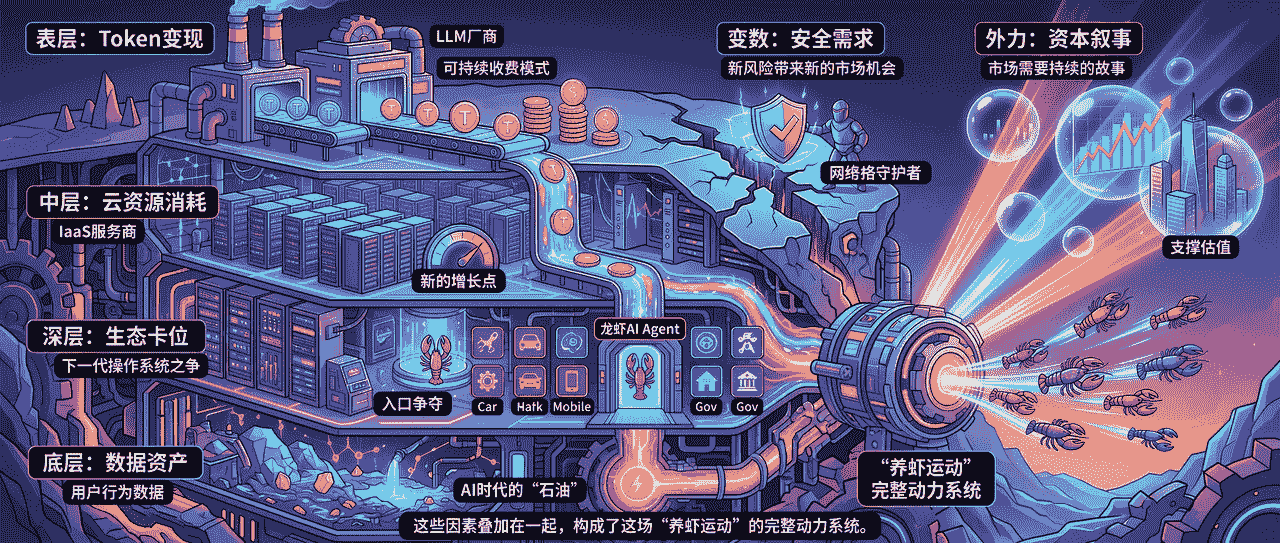 表层：Token变现
LLM厂商
可持续收费模式
变数：安全需求
新风险带来新的市场机会
外力：资本叙事
市场需要持续的故事
网络挌守护者
支撑估值
中层：云资源消耗
IaaS服务商
新的增长点
深层：生态卡位
下一代操作系统之争
入口争夺
龙虾AI Agent
Car
Hafk
Mobile
Gov
Gov
底层：数据资产
用户行为数据
AI时代的“石油”
“养虾运动”
完整动力系统
这些因素叠加在一起，构成了这场“养虾运动”的完整动力系统。